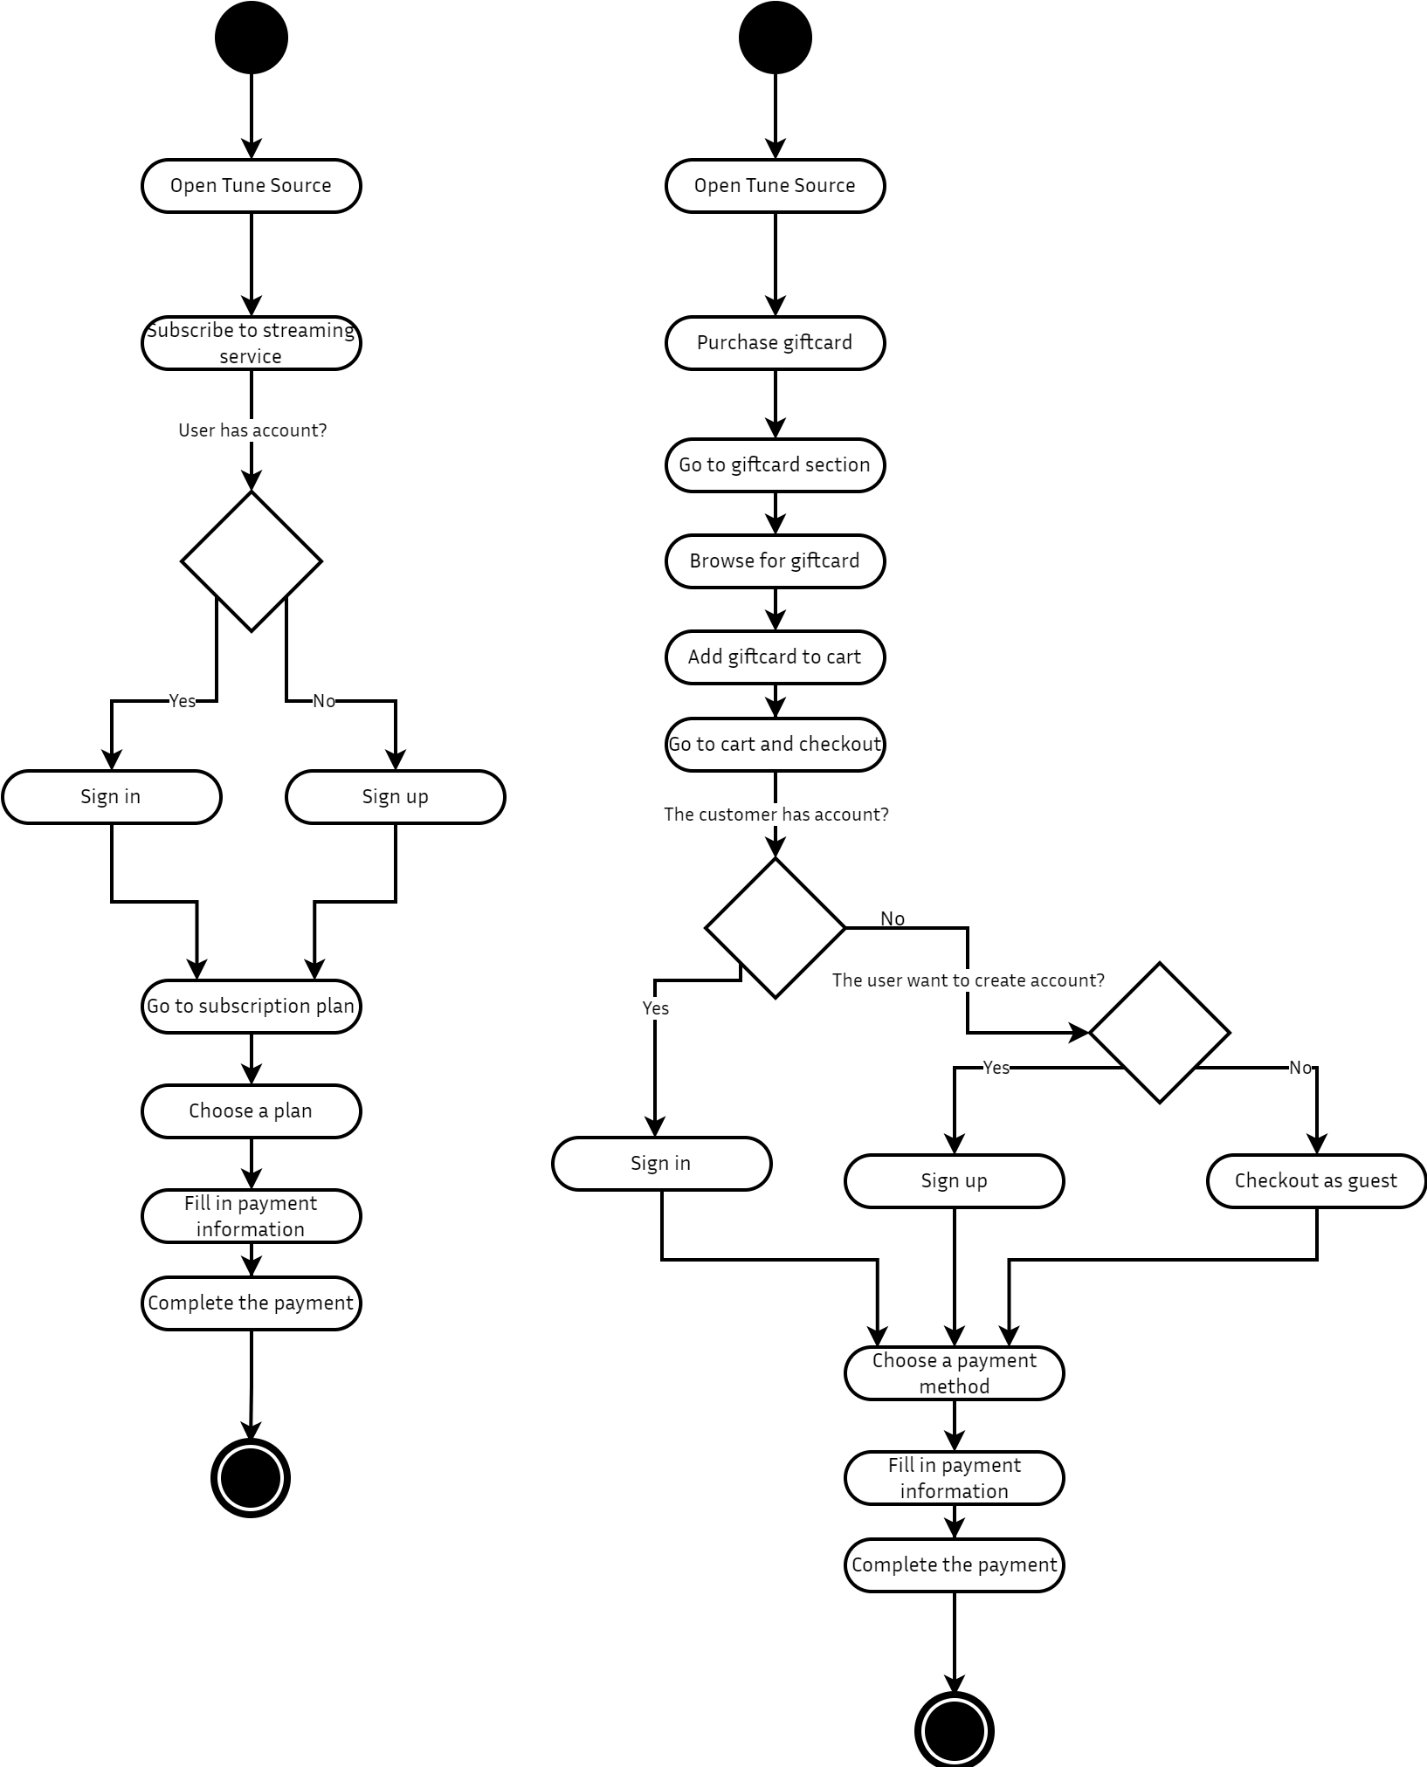 Open Tune Source
Subscribe to streaming
service
User has account?
Yes
No
Sign in
Sign up
Go to subscription plan
Choose a plan
Fill in payment
information
Complete the payment
Open Tune Source
Purchase giftcard
Go to giftcard section
Browse for giftcard
Add giftcard to cart
Go to cart and checkout
The customer has account?
No
The user want to create account?
Yes
Yes
No
Sign in
Sign up
Checkout as guest
Choose a payment
method
Fill in payment
information
Complete the payment